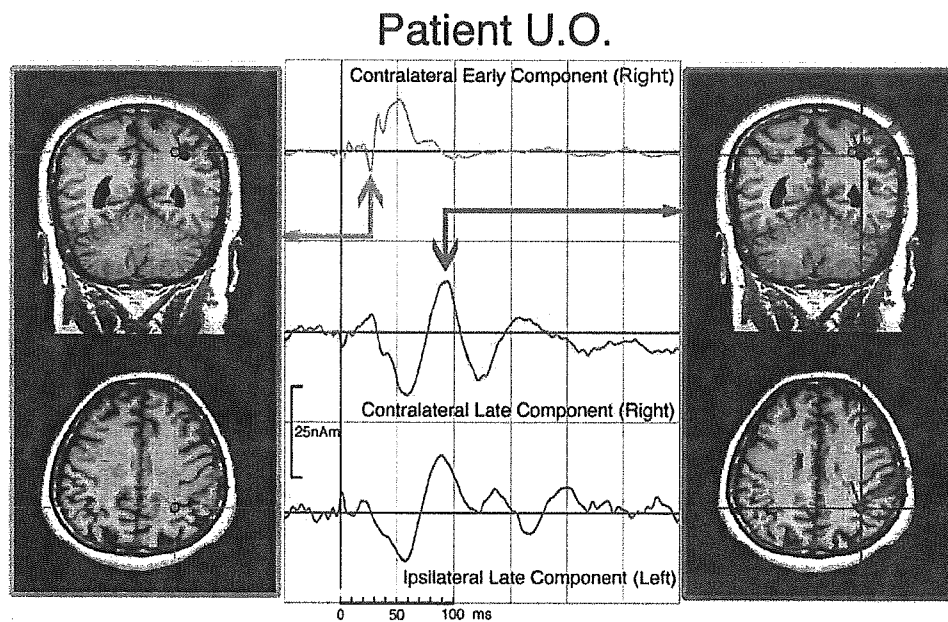 Patient U.O.
Contralateral Early Component (Right)
Contralateral Late Component (Right)
25nAm
Ipsilateral Late Component (Left)
0 50 100 ms